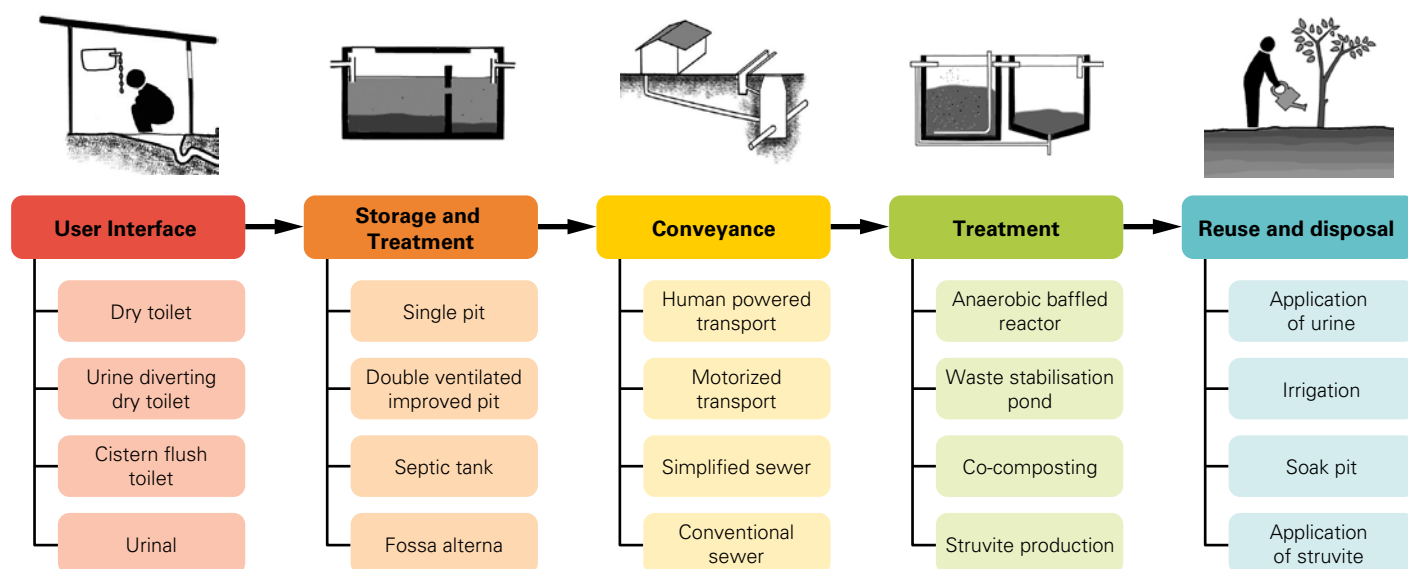 User Interface
Storage and
Treatment
Conveyance
Treatment
Reuse and disposal
Dry toilet
Single pit
Human powered
transport
Anaerobic baffled
reactor
Application
of urine
Urine diverting
dry toilet
Double ventilated
improved pit
Motorized
transport
Waste stabilisation
pond
Irrigation
Cistern flush
toilet
Septic tank
Simplified sewer
Co-composting
Soak pit
Urinal
Fossa alterna
Conventional
sewer
Struvite production
Application
of struvite